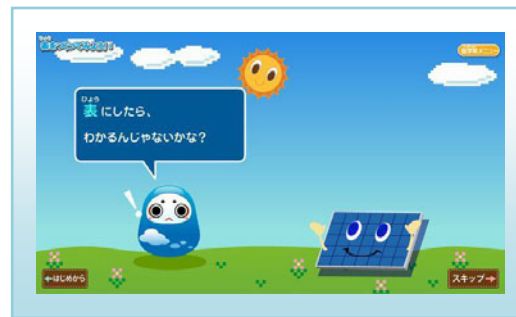 ひょう
表にしたら、
わかるんじゃないかな？
←はじめから
スキップ→